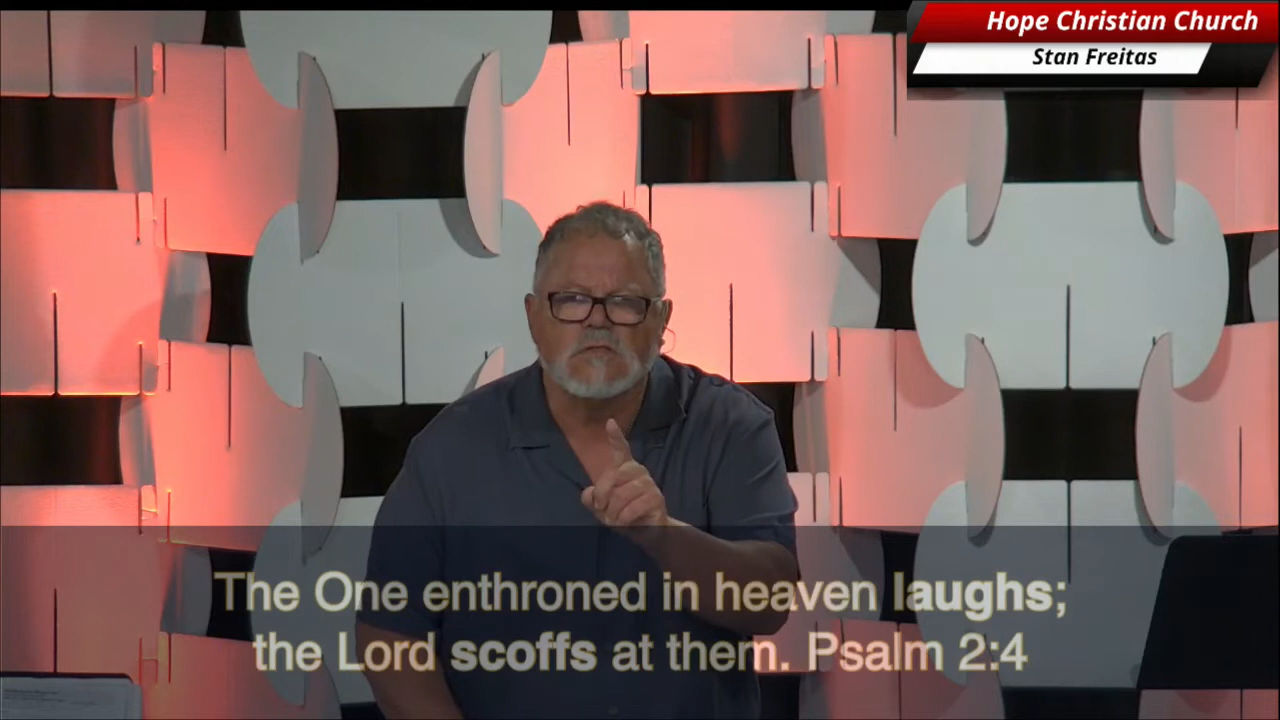 Hope Christian Church
Stan Freitas
The One enthroned in heaven laughs;
the Lord scoffs at them. Psalm 2:4